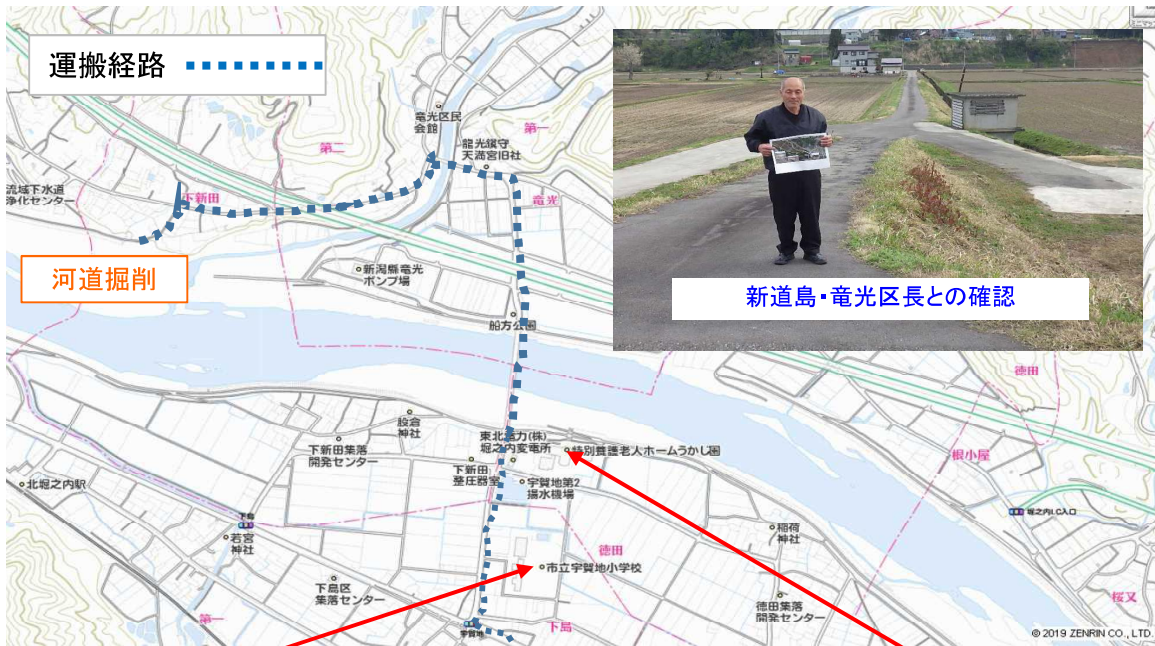 運搬経路
竜光区民
会館
第一
第二
龍光鎮守
天満宮旧社
流域下水道
浄化センター
下新田
竜光
河道掘削
新潟縣竜光
ポンプ場
新道島・竜光区長との確認
船方公園
徳田
股倉
神社
東北電力(株)
堀之内変電所
特別養護老人ホームうかじ園
下新田集落
開発センター
下新田
整圧器室
根小屋
北堀之内駅
宇賀地第2
揚水機場
堀之内I.C入口
下島
稲荷
神社
若宮
神社
徳田
市立宇賀地小学校
下島区
集落センター
徳田集落
開発センター
桜又
第一
宇賀地
下島
© 2019 ZENRIN CO., LTD.